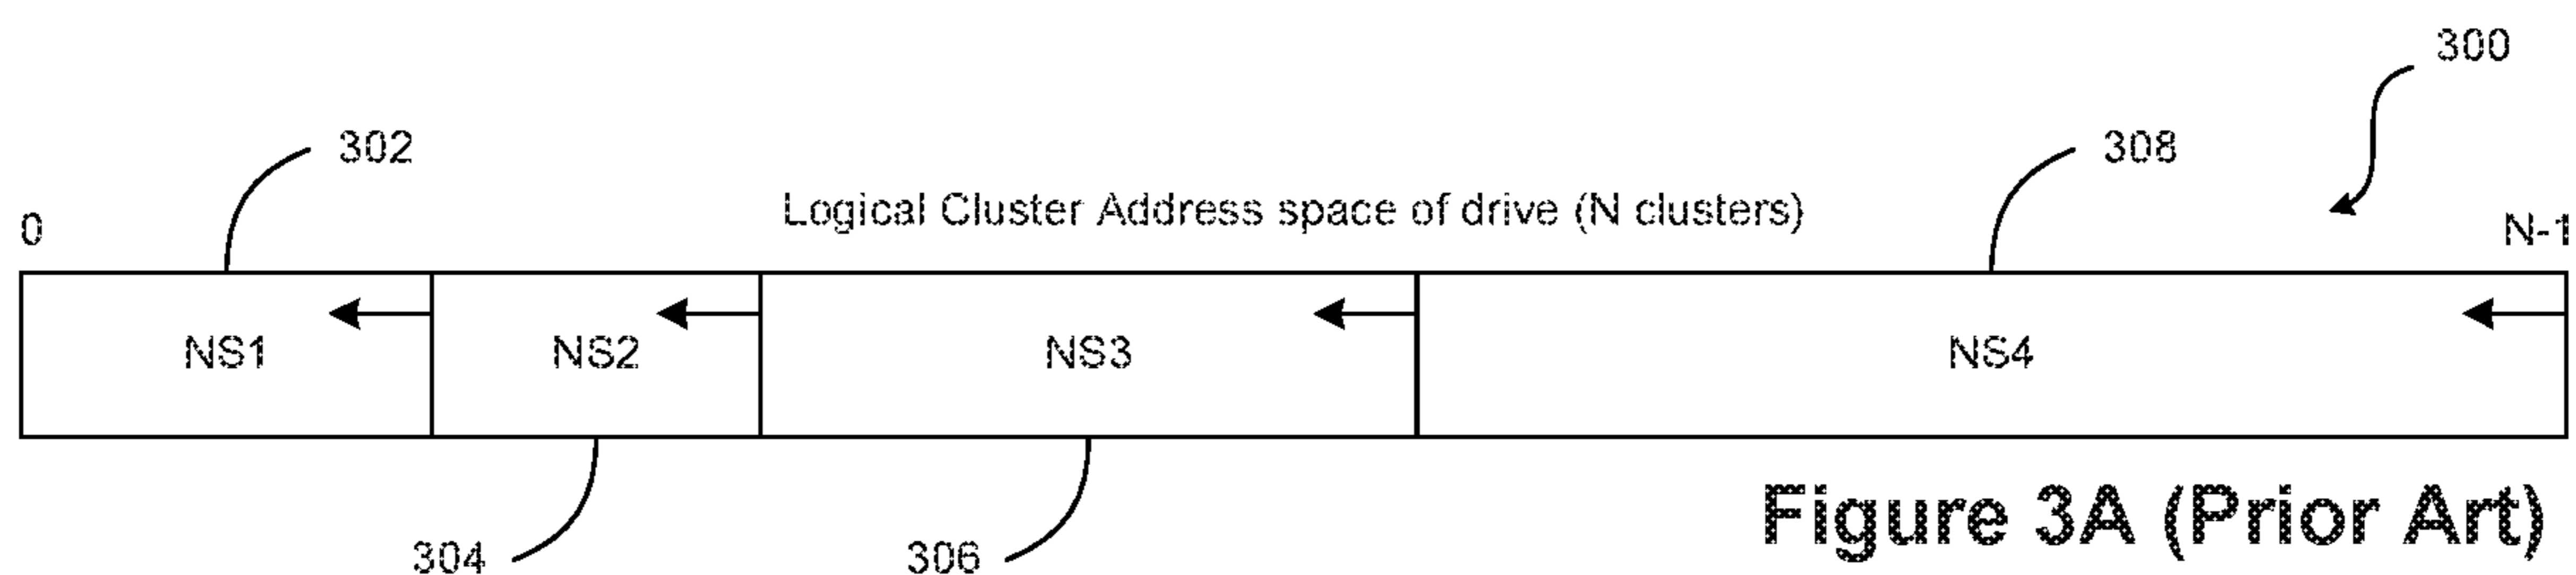 300
302
308
Logical Cluster Address space of drive (N clusters)
0
N-1
NS1
NS2
NS3
NS4
304
306
Figure 3A (Prior Art)